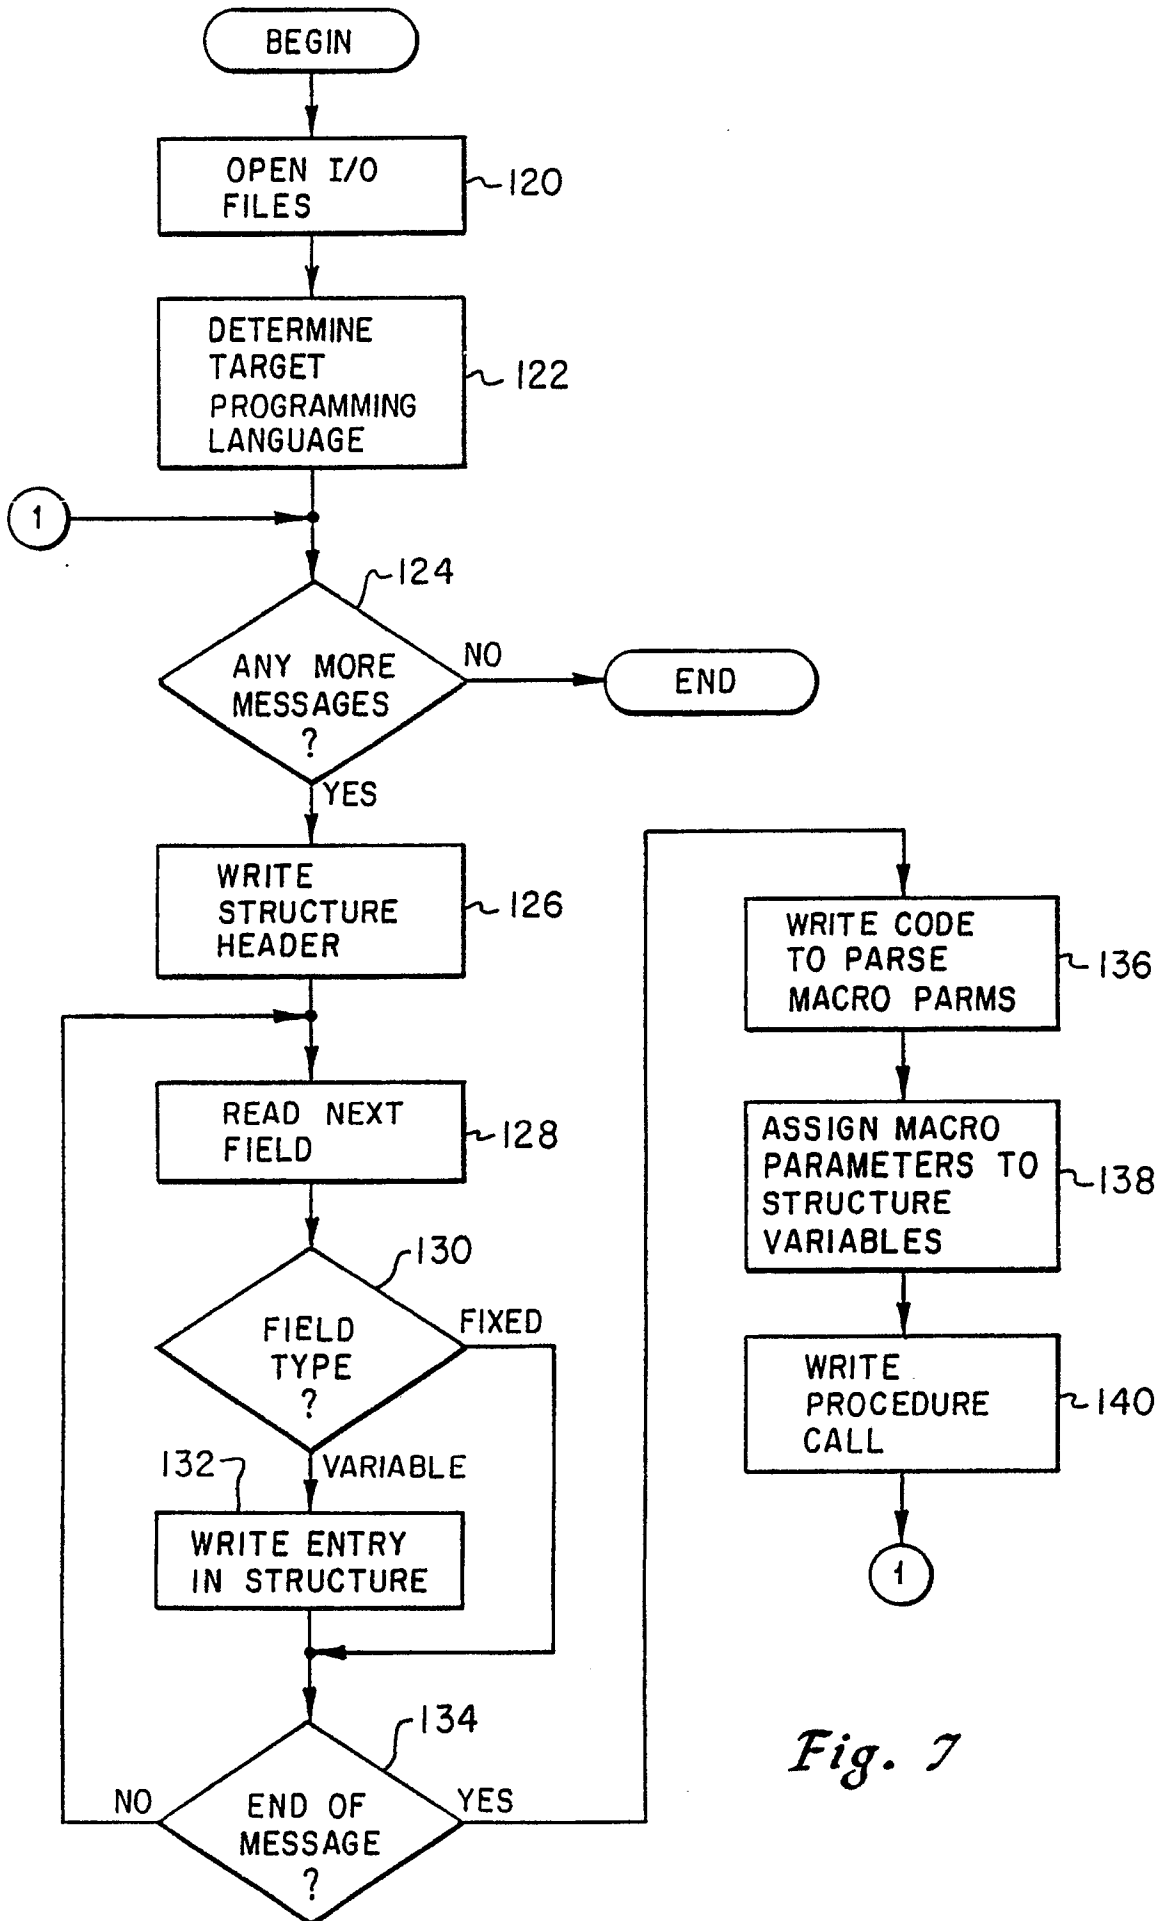 BEGIN
OPEN I/O
FILES
120
DETERMINE
TARGET
PROGRAMMING
LANGUAGE
122
1
124
ANY MORE
MESSAGES
?
NO
END
YES
WRITE
STRUCTURE
HEADER
126
READ NEXT
FIELD
128
130
FIELD
TYPE
?
FIXED
132
VARIABLE
WRITE ENTRY
IN STRUCTURE
134
NO
END OF
MESSAGE
?
YES
WRITE CODE
TO PARSE
MACRO PARMS
136
ASSIGN MACRO
PARAMETERS TO
STRUCTURE
VARIABLES
138
WRITE
PROCEDURE
CALL
140
1
Fig. 7